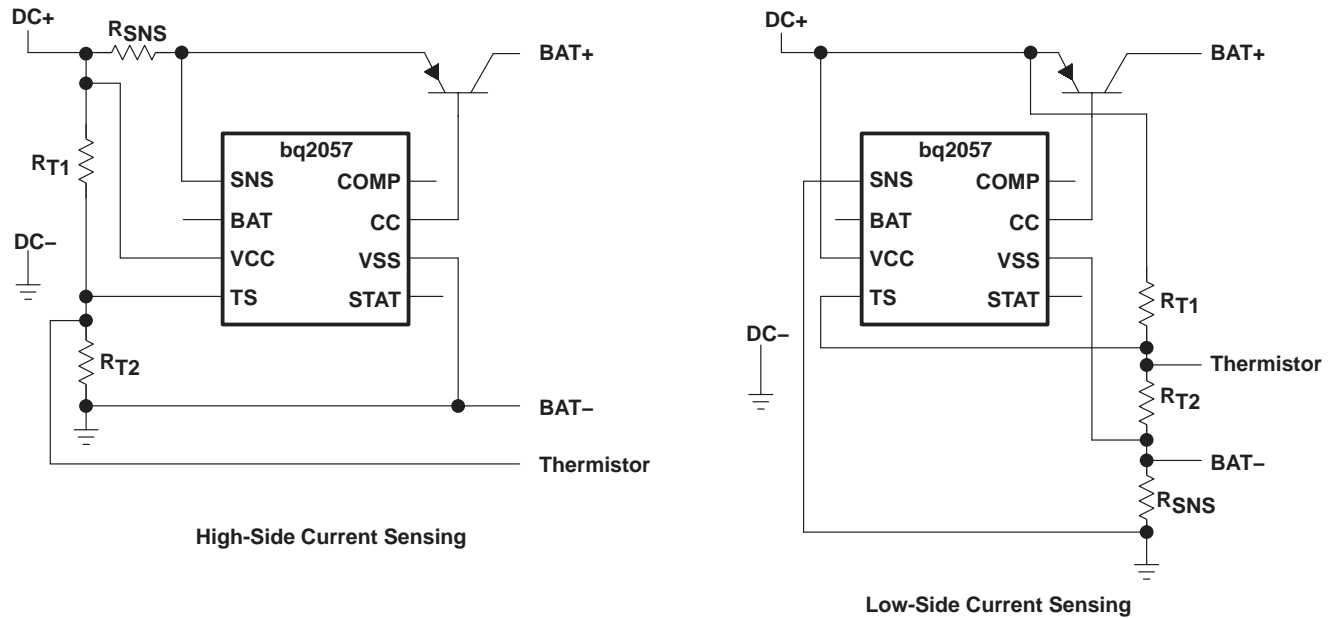 DC+
RSNS
BAT+
bq2057
RT1
SNS
COMP
BAT
CC
DC–
VCC
VSS
TS
STAT
RT2
BAT–
Thermistor
High-Side Current Sensing
DC+
BAT+
bq2057
SNS
COMP
BAT
CC
VCC
VSS
TS
STAT
RT1
DC–
Thermistor
RT2
BAT–
RSNS
Low-Side Current Sensing